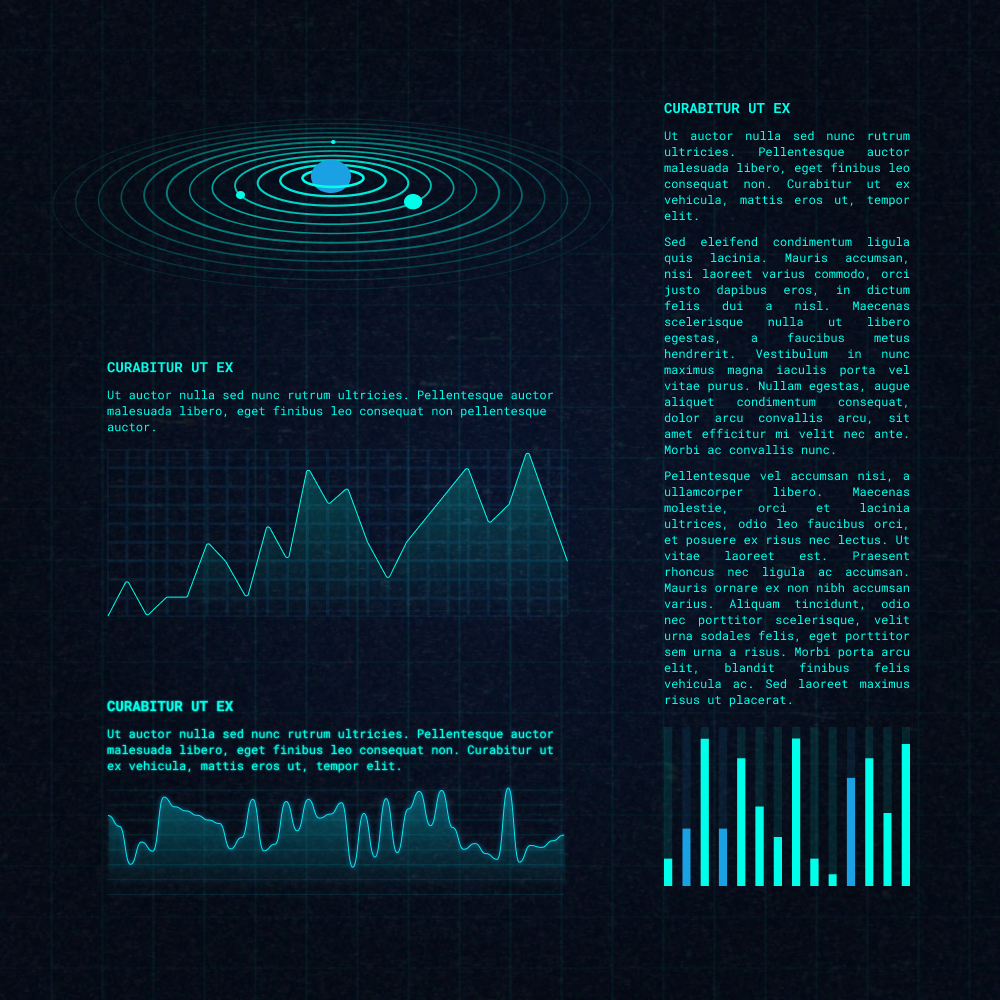 CURABITUR UT EX
Ut auctor nulla sed nunc rutrum ultricies. Pellentesque auctor
malesuada libero, eget finibus leo consequat non pellentesque
auctor.
CURABITUR UT EX
Ut auctor nulla sed nunc rutrum ultricies. Pellentesque auctor
malesuada libero, eget finibus leo consequat non. Curabitur ut
ex vehicula, mattis eros ut, tempor elit.
CURABITUR UT EX
Ut auctor nulla sed nunc rutrum
ultricies. Pellentesque auctor
malesuada libero, eget finibus leo
consequat non. Curabitur ut ex
vehicula, mattis eros ut, tempor
elit.
Sed eleifend condimentum ligula
quis lacinia. Mauris accumsan,
nisi laoreet varius commodo, orci
justo dapibus eros, in dictum
felis dui a nisl. Maecenas
scelerisque nulla ut libero
egestas, a faucibus metus
hendrerit. Vestibulum in nunc
maximus magna iaculis porta vel
vitae purus. Nullam egestas, augue
aliquet condimentum consequat,
dolor arcu convallis arcu, sit
amet efficitur mi velit nec ante.
Morbi ac convallis nunc.
Pellentesque vel accumsan nisi, a
ullamcorper libero. Maecenas
molestie, orci et lacinia
ultrices, odio leo faucibus orci,
et posuere ex risus nec lectus. Ut
vitae laoreet est. Praesent
rhoncus nec ligula ac accumsan.
Mauris ornare ex non nibh accumsan
varius. Aliquam tincidunt, odio
nec porttitor scelerisque, velit
urna sodales felis, eget porttitor
sem urna a risus. Morbi porta arcu
elit, blandit finibus felis
vehicula ac. Sed laoreet maximus
risus ut placerat.